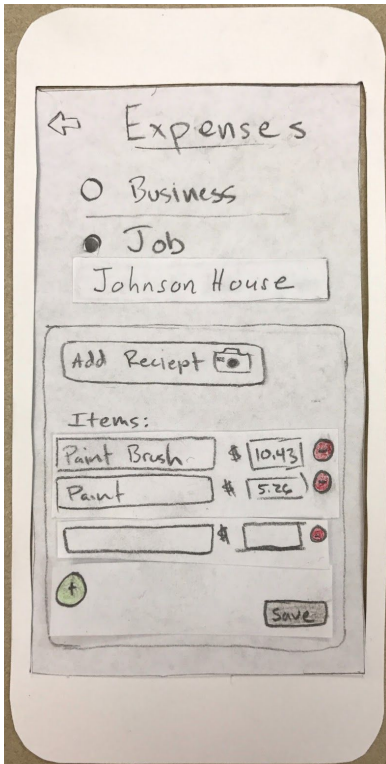 Expenses
Business
Job
Johnson House
Add Reciept
Items:
Paint Brush $ 10.43
Paint $ 5.26
$
+
Save